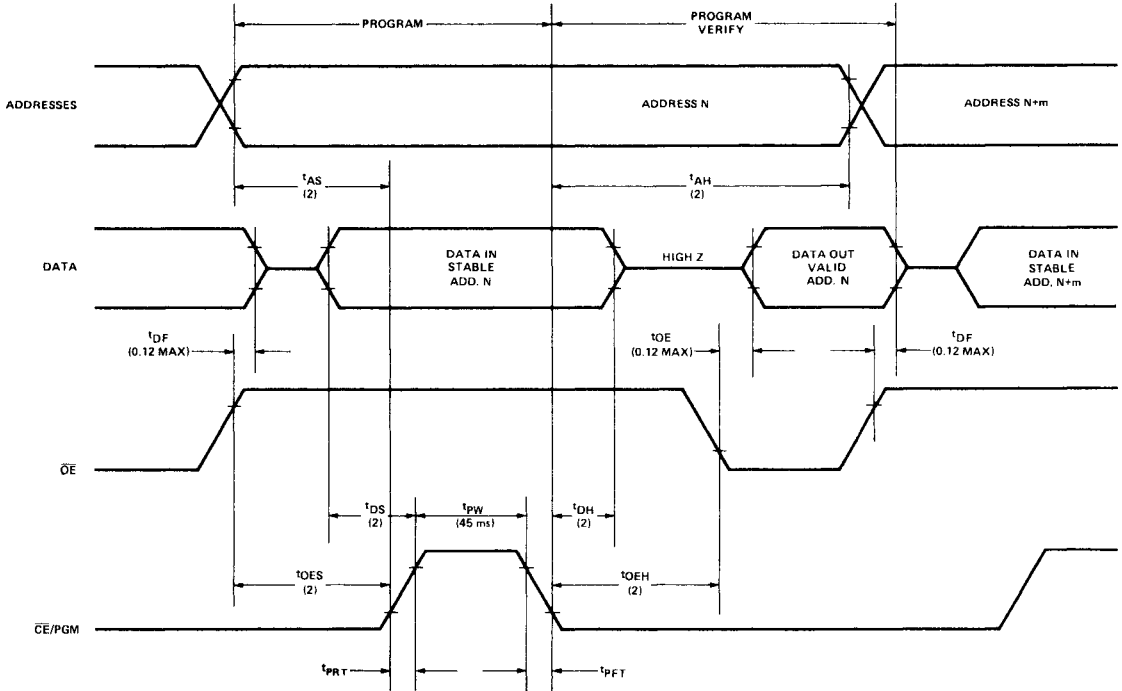 PROGRAM
PROGRAM
VERIFY
ADDRESSES
ADDRESS N
ADDRESS N+m
tAS
(2)
tAH
(2)
DATA
DATA IN
STABLE
ADD. N
HIGH Z
DATA OUT
VALID
ADD. N
DATA IN
STABLE
ADD. N+m
tDF
(0.12 MAX)
tOE
(0.12 MAX)
tDF
(0.12 MAX)
OE
tDS
(2)
tPW
(45 ms)
tDH
(2)
tOES
(2)
tOEH
(2)
CE/PGM
tPRT
tPFT